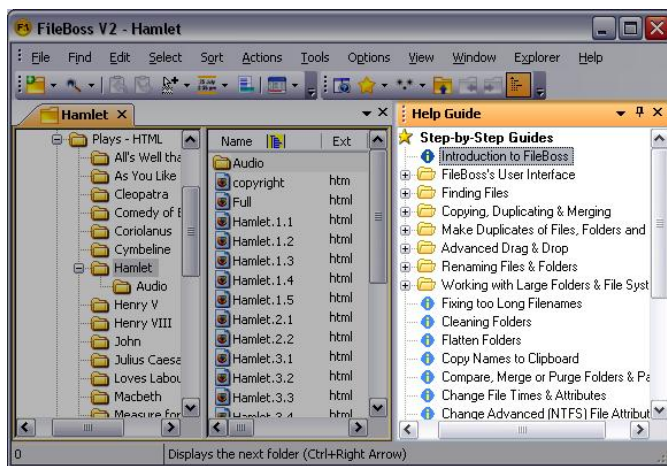 FileBoss V2 - Hamlet
File Find Edit Select Sort Actions Tools Options View Window Explorer Help
Hamlet
Plays - HTML
All's Well tha
As You Like
Cleopatra
Comedy of E
Coriolanus
Cymbeline
Hamlet
Audio
Henry V
Henry VIII
John
Julius Caesa
Loves Labou
Macbeth
Measure for
Name Ext
Audio
copyright htm
Full html
Hamlet.1.1 html
Hamlet.1.2 html
Hamlet.1.3 html
Hamlet.1.4 html
Hamlet.1.5 html
Hamlet.2.1 html
Hamlet.2.2 html
Hamlet.3.1 html
Hamlet.3.2 html
Hamlet.3.3 html
Hamlet.3.4 html
Help Guide
Step-by-Step Guides
Introduction to FileBoss
FileBoss's User Interface
Finding Files
Copying, Duplicating & Merging
Make Duplicates of Files, Folders and
Advanced Drag & Drop
Renaming Files & Folders
Working with Large Folders & File Syst
Fixing too Long Filenames
Cleaning Folders
Flatten Folders
Copy Names to Clipboard
Compare, Merge or Purge Folders & Pa
Change File Times & Attributes
Change Advanced (NTFS) File Attribut
0 Displays the next folder (Ctrl+Right Arrow)